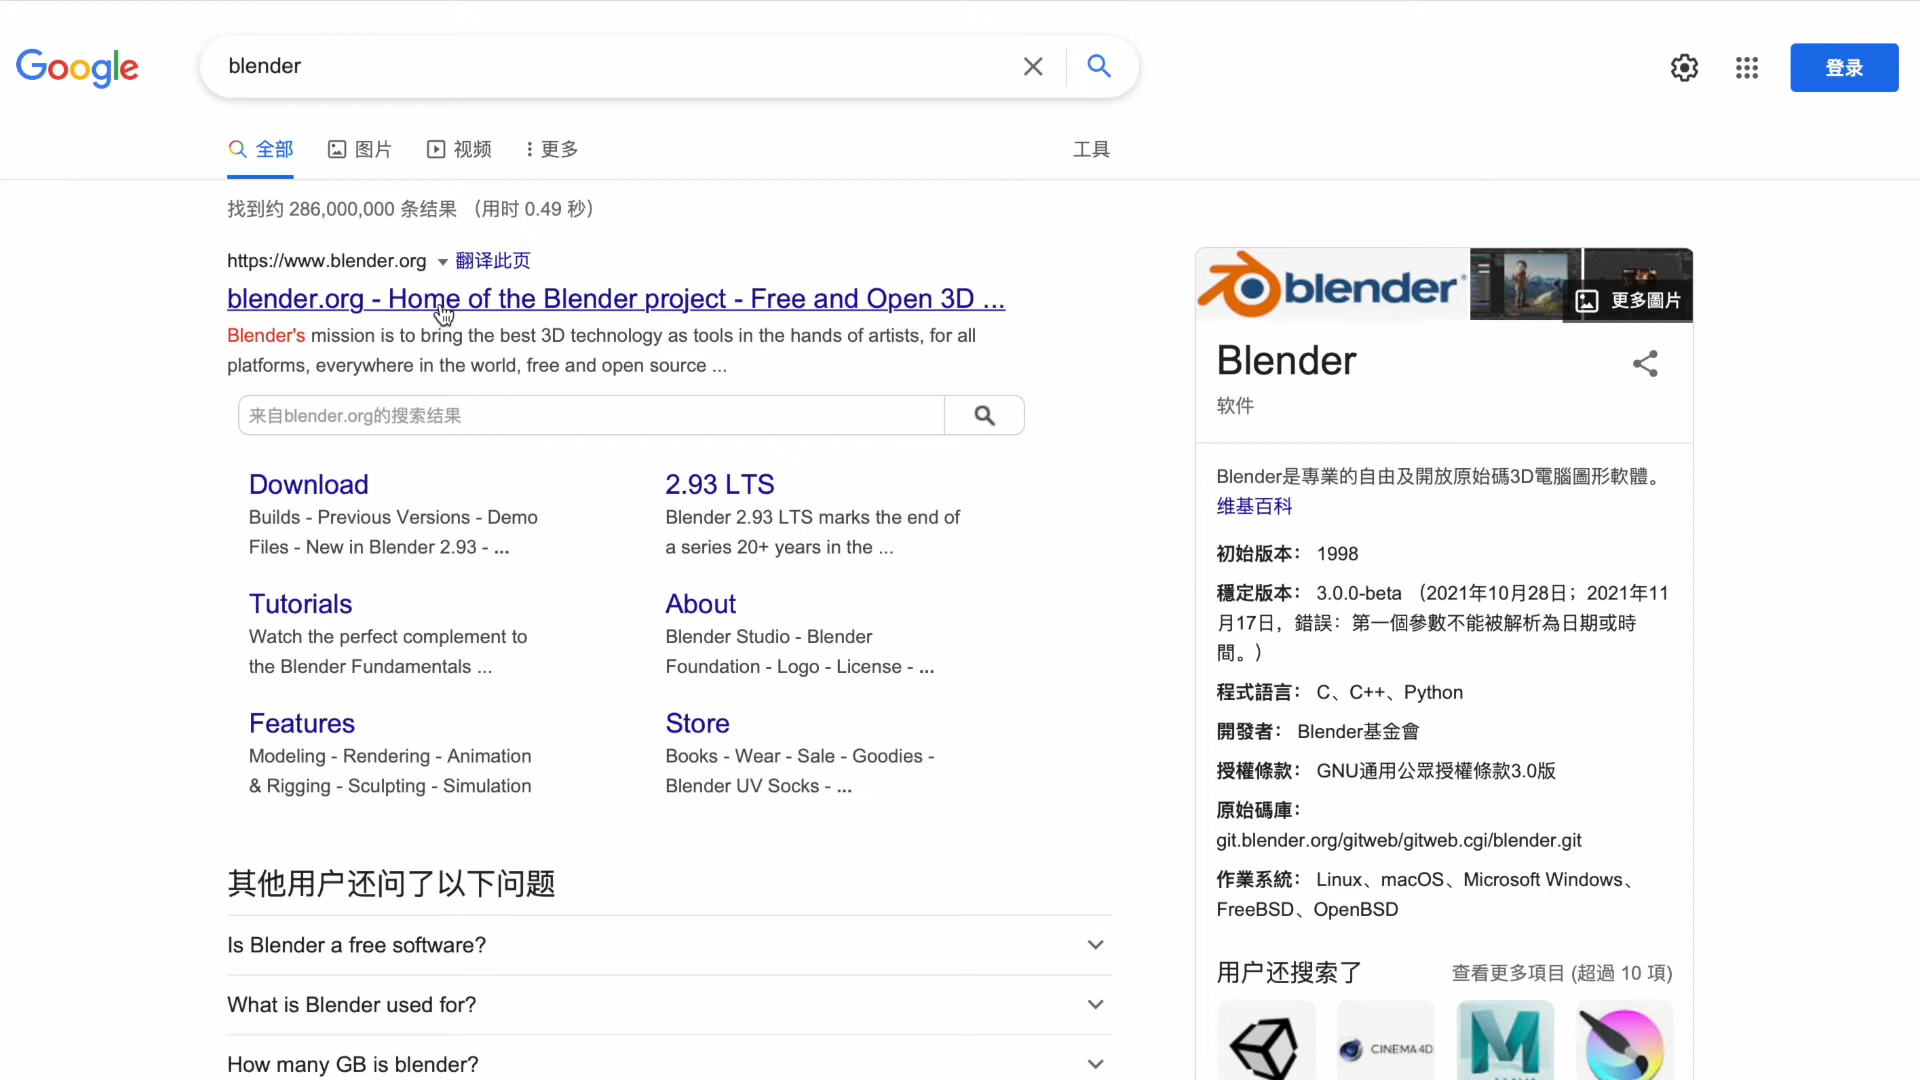 Google
blender
登录
全部
图片
视频
更多
工具
找到约 286,000,000 条结果 （用时 0.49 秒）
https://www.blender.org 翻译此页
blender.org - Home of the Blender project - Free and Open 3D ...
Blender's mission is to bring the best 3D technology as tools in the hands of artists, for all
platforms, everywhere in the world, free and open source ...
来自blender.org的搜索结果
Download
Builds - Previous Versions - Demo
Files - New in Blender 2.93 - ...
2.93 LTS
Blender 2.93 LTS marks the end of
a series 20+ years in the ...
Tutorials
Watch the perfect complement to
the Blender Fundamentals ...
About
Blender Studio - Blender
Foundation - Logo - License - ...
Features
Modeling - Rendering - Animation
& Rigging - Sculpting - Simulation
Store
Books - Wear - Sale - Goodies -
Blender UV Socks - ...
其他用户还问了以下问题
Is Blender a free software?
What is Blender used for?
How many GB is blender?
blender
更多圖片
Blender
软件
Blender是專業的自由及開放原始碼3D電腦圖形軟體。
维基百科
初始版本： 1998
穩定版本： 3.0.0-beta （2021年10月28日；2021年11
月17日，錯誤：第一個參數不能被解析為日期或時
間。）
程式語言： C、C++、Python
開發者： Blender基金會
授權條款： GNU通用公眾授權條款3.0版
原始碼庫：
git.blender.org/gitweb/gitweb.cgi/blender.git
作業系統： Linux、macOS、Microsoft Windows、
FreeBSD、OpenBSD
用户还搜索了
查看更多項目 (超過 10 項)
CINEMA 4D
M